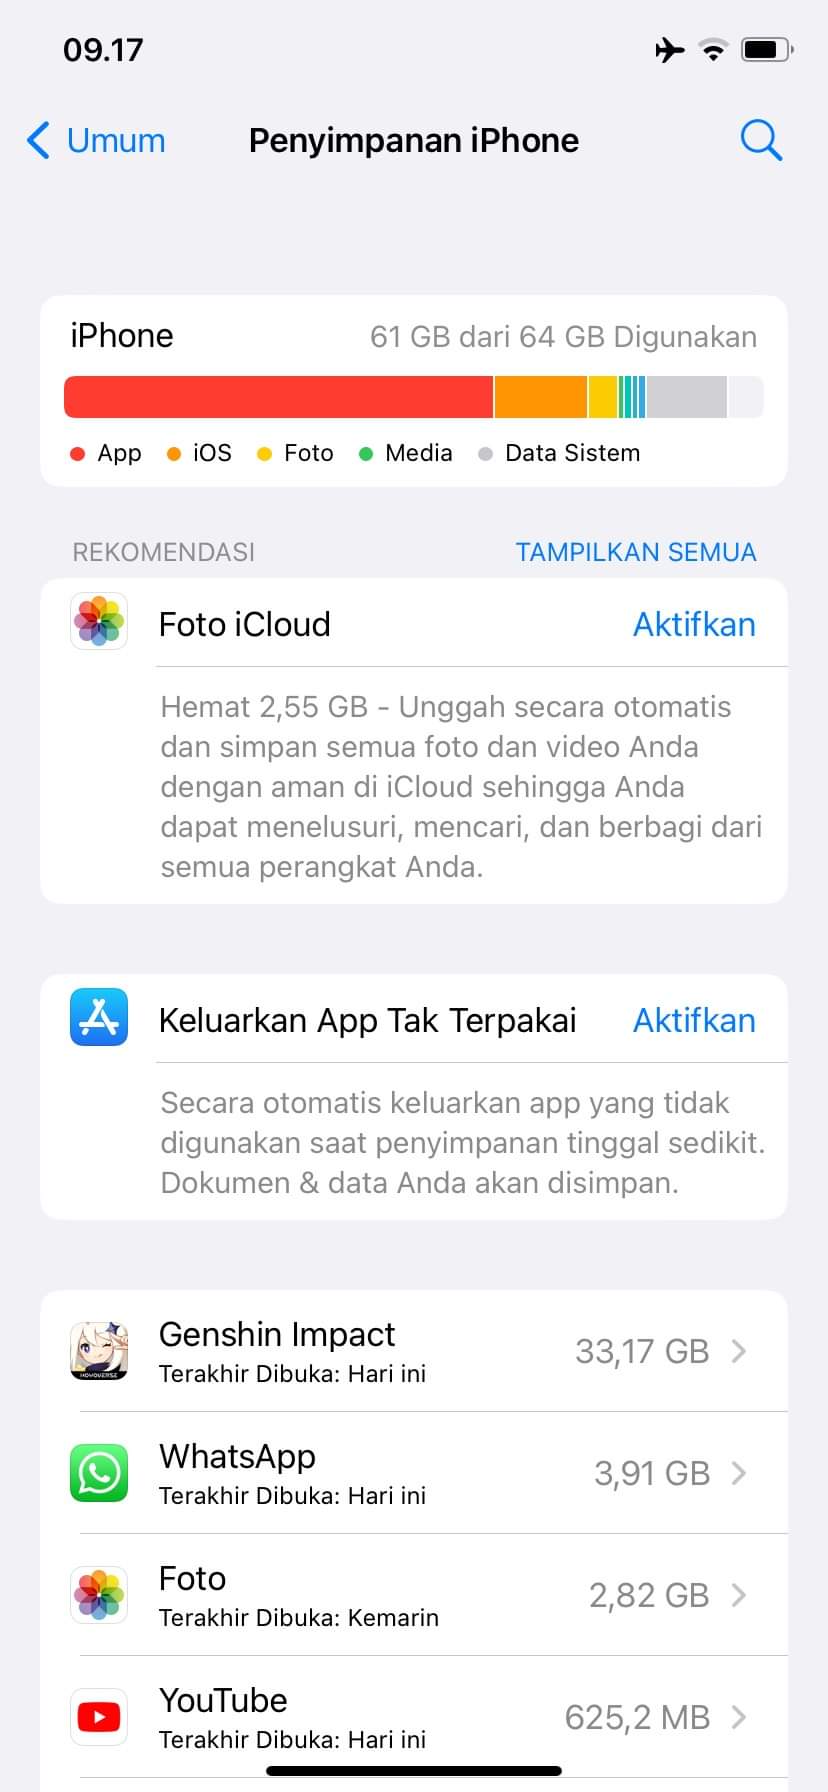 09.17
Umum
Penyimpanan iPhone
iPhone
61 GB dari 64 GB Digunakan
App
iOS
Foto
Media
Data Sistem
REKOMENDASI
TAMPILKAN SEMUA
Foto iCloud
Aktifkan
Hemat 2,55 GB - Unggah secara otomatis
dan simpan semua foto dan video Anda
dengan aman di iCloud sehingga Anda
dapat menelusuri, mencari, dan berbagi dari
semua perangkat Anda.
Keluarkan App Tak Terpakai
Aktifkan
Secara otomatis keluarkan app yang tidak
digunakan saat penyimpanan tinggal sedikit.
Dokumen & data Anda akan disimpan.
Genshin Impact
33,17 GB
Terakhir Dibuka: Hari ini
HOYOVERSE
WhatsApp
3,91 GB
Terakhir Dibuka: Hari ini
Foto
2,82 GB
Terakhir Dibuka: Kemarin
YouTube
625,2 MB
Terakhir Dibuka: Hari ini